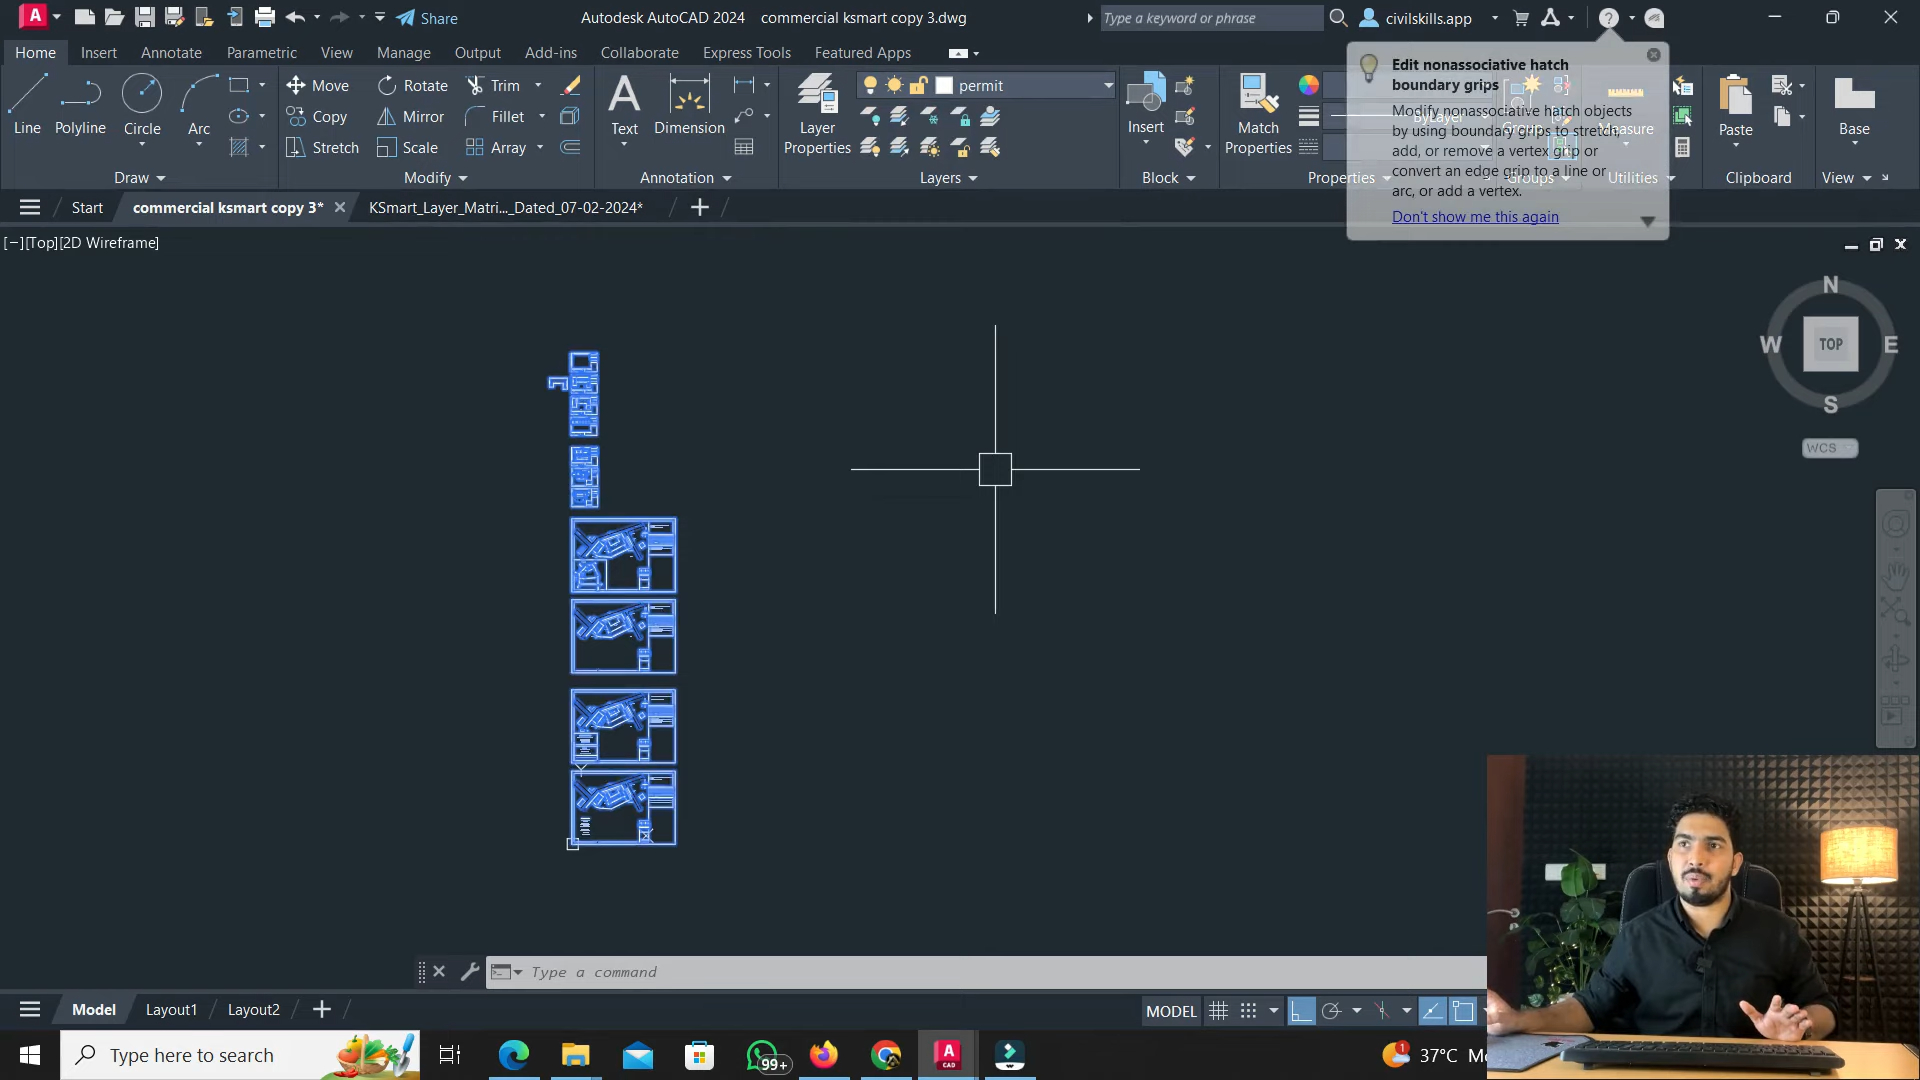 Share
Autodesk AutoCAD 2024 commercial ksmart copy 3.dwg
Type a keyword or phrase
civilskills.app
Home Insert Annotate Parametric View Manage Output Add-ins Collaborate Express Tools Featured Apps
Line
Polyline
Circle
Arc
Draw
Move
Rotate
Trim
Copy
Mirror
Fillet
Stretch
Scale
Array
Modify
Text
Dimension
Annotation
Layer
Properties
permit
Layers
Insert
Block
Match
Properties
ByLayer
Properties
Group
Groups
Measure
Utilities
Paste
Clipboard
Base
View
Edit nonassociative hatch
boundary grips
Modify nonassociative hatch objects
by using boundary grips to stretch,
add, or remove a vertex grip or
convert an edge grip to a line or
arc, or add a vertex.
Don't show me this again
Start
commercial ksmart copy 3*
KSmart_Layer_Matri..._Dated_07-02-2024*
[−][Top][2D Wireframe]
N
W
TOP
E
S
WCS
Type a command
Model
Layout1
Layout2
MODEL
Type here to search
99+
A
CAD
1
37°C